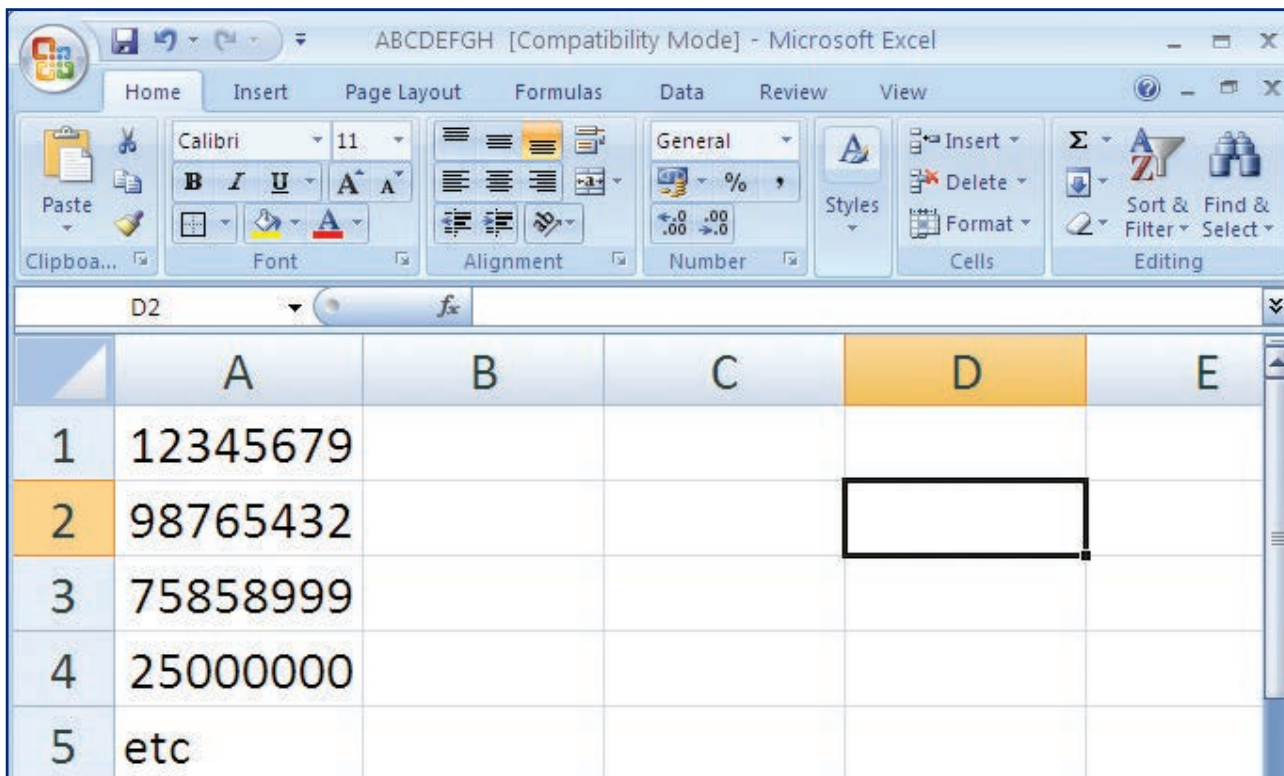 ABCDEFGH [Compatibility Mode] - Microsoft Excel
Home Insert Page Layout Formulas Data Review View
Calibri 11 General Σ Insert
B I U A A % , Delete
Paste Styles Sort & Find &
A .00 .0 Format Filter Select
Clipboa... Font Alignment Number Cells Editing
D2 fx
A B C D E
1 12345679
2 98765432
3 75858999
4 25000000
5 etc